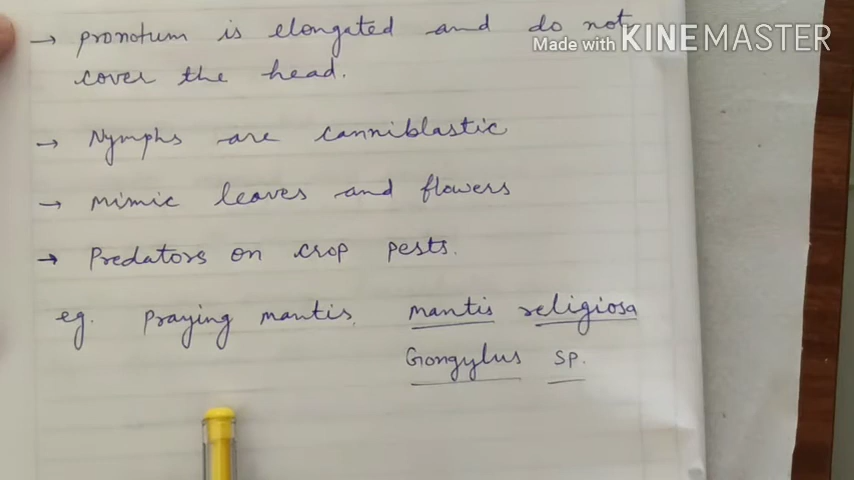 → pronotum is elongated and do not
Made with KINEMASTER
cover the head.
→ Nymphs are canniblastic
→ Mimic leaves and flowers
→ Predators on crop pests.
eg. Praying mantis, mantis religiosa
Gongylus sp.